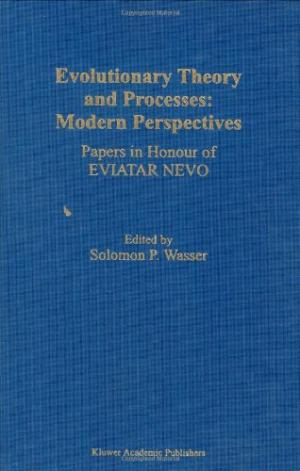 Evolutionary Theory
and Processes:
Modern Perspectives
Papers in Honour of
EVIATAR NEVO
Edited by
Solomon P. Wasser
Kluwer Academic Publishers